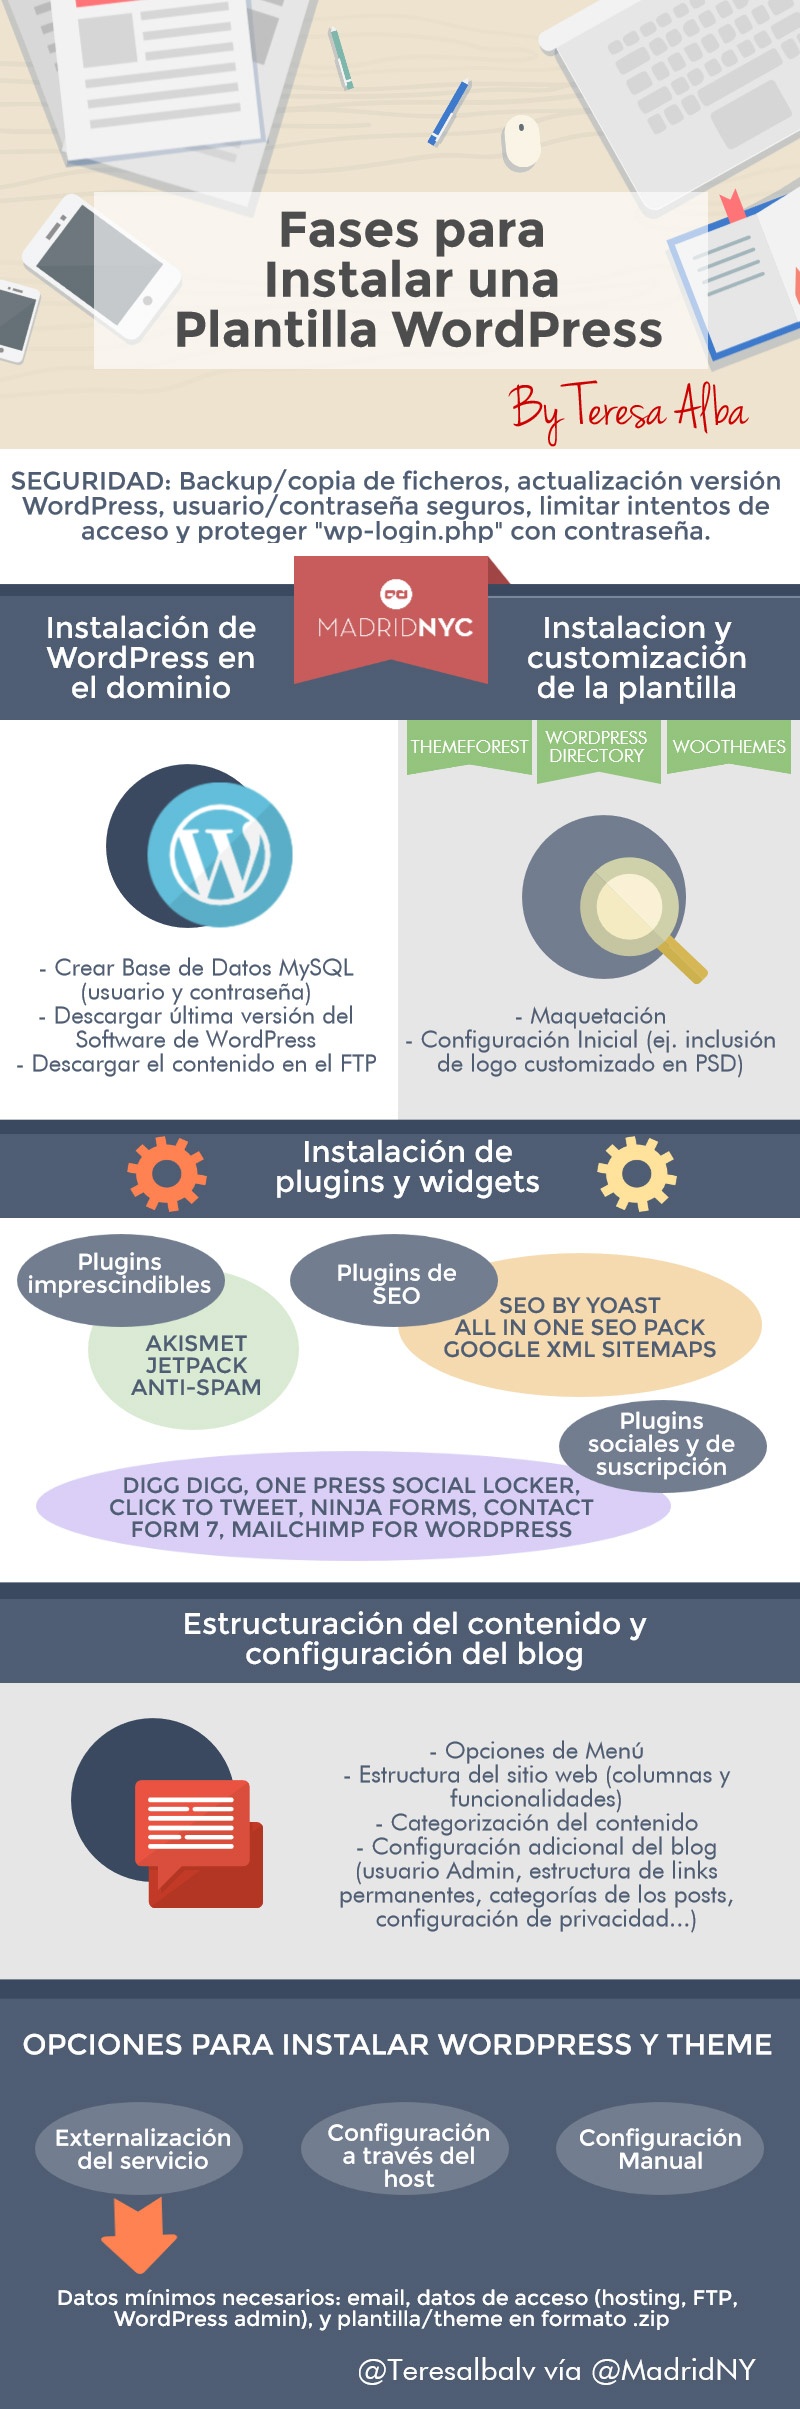 Fases para
Instalar una
Plantilla WordPress
By Teresa Alba
SEGURIDAD: Backup/copia de ficheros, actualización versión
WordPress, usuario/contraseña seguros, limitar intentos de
acceso y proteger "wp-login.php" con contraseña.
MADRIDNYC
Instalación de
WordPress en
el dominio
Instalacion y
customización
de la plantilla
THEMEFOREST
WORDPRESS
DIRECTORY
WOOTHEMES
- Crear Base de Datos MySQL
(usuario y contraseña)
- Descargar última versión del
Software de WordPress
- Descargar el contenido en el FTP
- Maquetación
- Configuración Inicial (ej. inclusión
de logo customizado en PSD)
Instalación de
plugins y widgets
Plugins
imprescindibles
AKISMET
JETPACK
ANTI-SPAM
Plugins de
SEO
SEO BY YOAST
ALL IN ONE SEO PACK
GOOGLE XML SITEMAPS
Plugins
sociales y de
suscripción
DIGG DIGG, ONE PRESS SOCIAL LOCKER,
CLICK TO TWEET, NINJA FORMS, CONTACT
FORM 7, MAILCHIMP FOR WORDPRESS
Estructuración del contenido y
configuración del blog
- Opciones de Menú
- Estructura del sitio web (columnas y
funcionalidades)
- Categorización del contenido
- Configuración adicional del blog
(usuario Admin, estructura de links
permanentes, categorías de los posts,
configuración de privacidad...)
OPCIONES PARA INSTALAR WORDPRESS Y THEME
Externalización
del servicio
Configuración
a través del
host
Configuración
Manual
Datos mínimos necesarios: email, datos de acceso (hosting, FTP,
WordPress admin), y plantilla/theme en formato .zip
@Teresalbalv vía @MadridNY